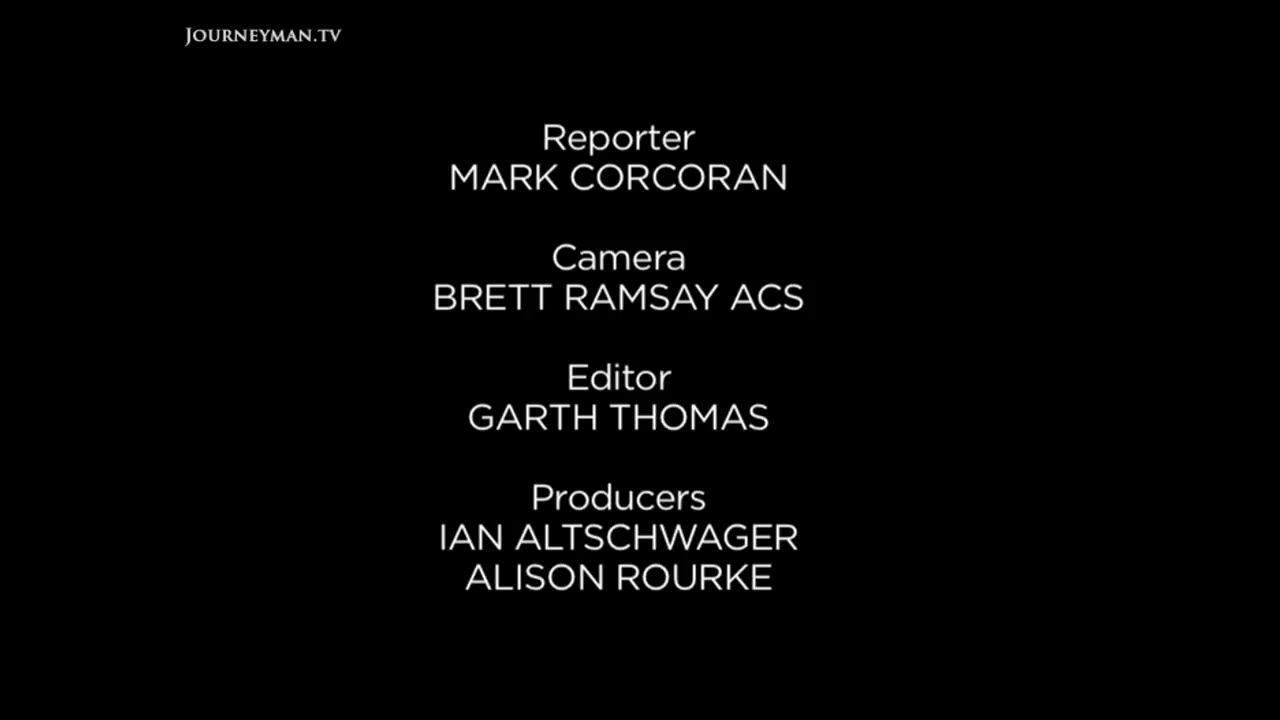 JOURNEYMAN.TV
Reporter
MARK CORCORAN
Camera
BRETT RAMSAY ACS
Editor
GARTH THOMAS
Producers
IAN ALTSCHWAGER
ALISON ROURKE